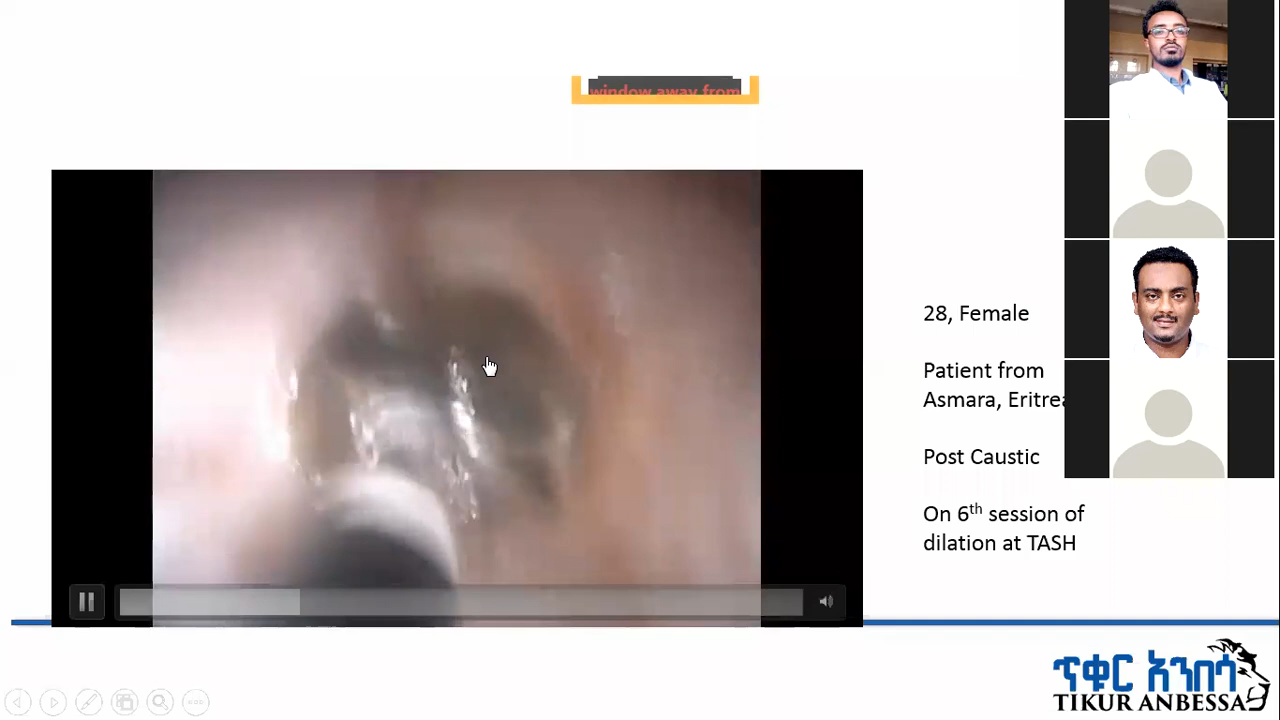 window away from
28, Female
Patient from
Asmara, Eritrea
Post Caustic
On 6th session of
dilation at TASH
ጥቁር አንበሳ
TIKUR ANBESSA